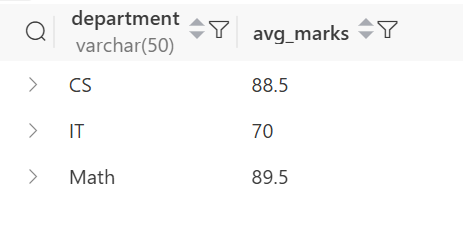 department avg_marks
varchar(50)
CS 88.5
IT 70
Math 89.5